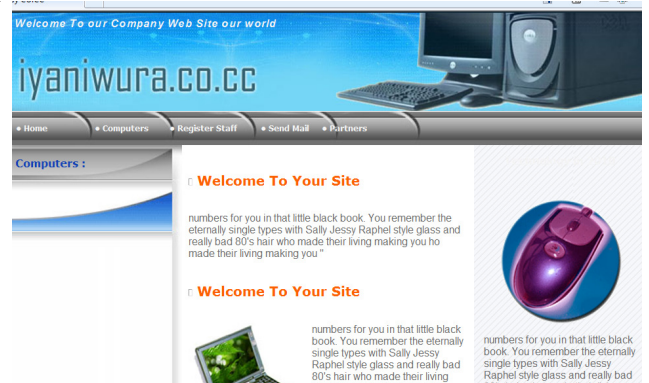 Welcome To our Company Web Site our world
iyaniwura.co.cc
• Home • Computers • Register Staff • Send Mail • Partners
Computers :
Welcome To Your Site
numbers for you in that little black book. You remember the
eternally single types with Sally Jessy Raphel style glass and
really bad 80's hair who made their living making you ho
made their living making you "
Welcome To Your Site
numbers for you in that little black
book. You remember the eternally
single types with Sally Jessy
Raphel style glass and really bad
80's hair who made their living
numbers for you in that little black
book. You remember the eternally
single types with Sally Jessy
Raphel style glass and really bad